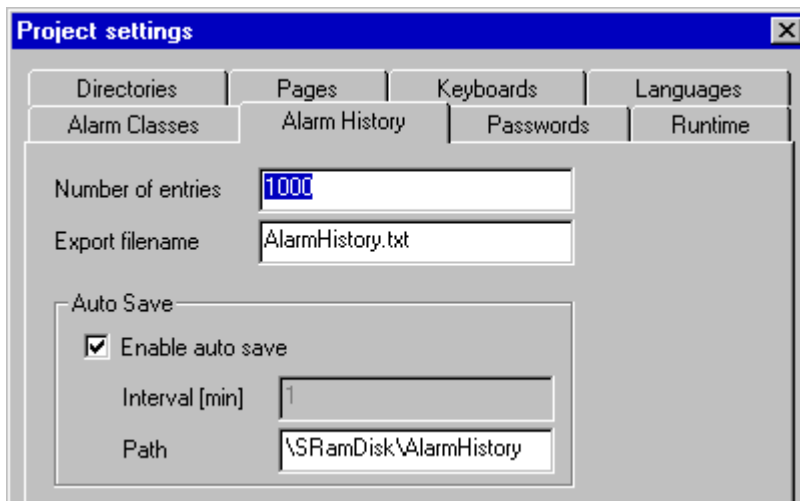 Project settings
Directories Pages Keyboards Languages
Alarm Classes Alarm History Passwords Runtime
Number of entries 1000
Export filename AlarmHistory.txt
Auto Save
Enable auto save
Interval [min] 1
Path \SRamDisk\AlarmHistory